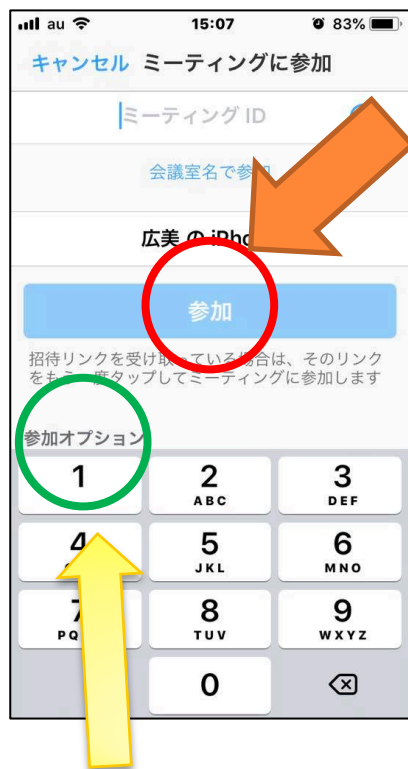 au 15:07 83%
キャンセル ミーティングに参加
ミーティング ID
会議室名で参
広美 の iPho
参加
招待リンクを受け取っている場合は、そのリンク
をもう一度タップしてミーティングに参加します
参加オプション
1 2 3
ABC DEF
4 5 6
JKL MNO
7 8 9
PQ TUV WXYZ
0